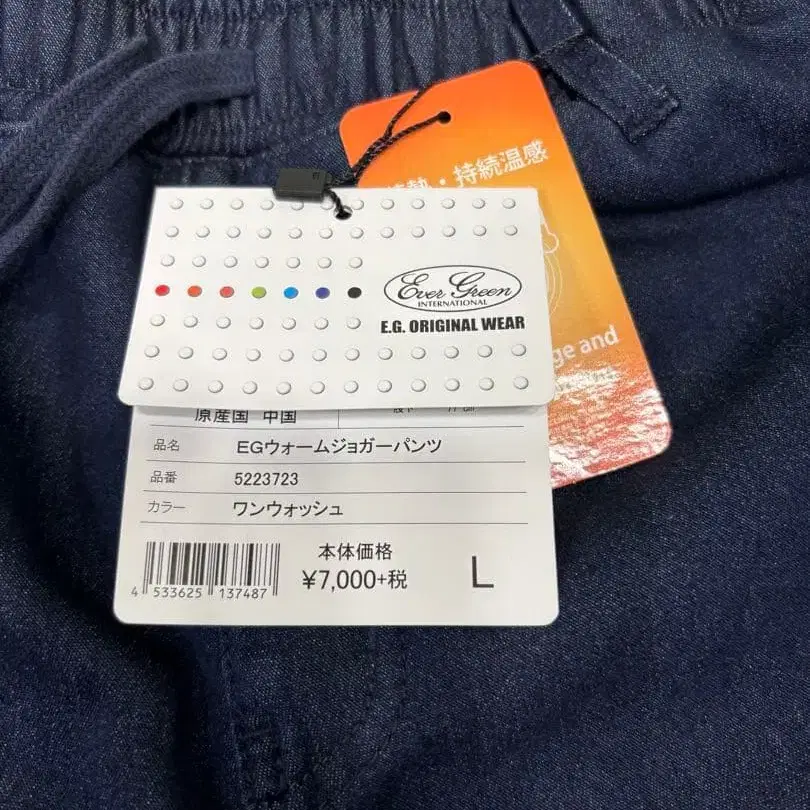 ・持続温感
Ever Green
INTERNATIONAL
E.G. ORIGINAL WEAR
ge and
原産国 中国
品名 EGウォームジョガーパンツ
品番 5223723
カラー ワンウォッシュ
本体価格
¥7,000+税
L
4 533625 137487